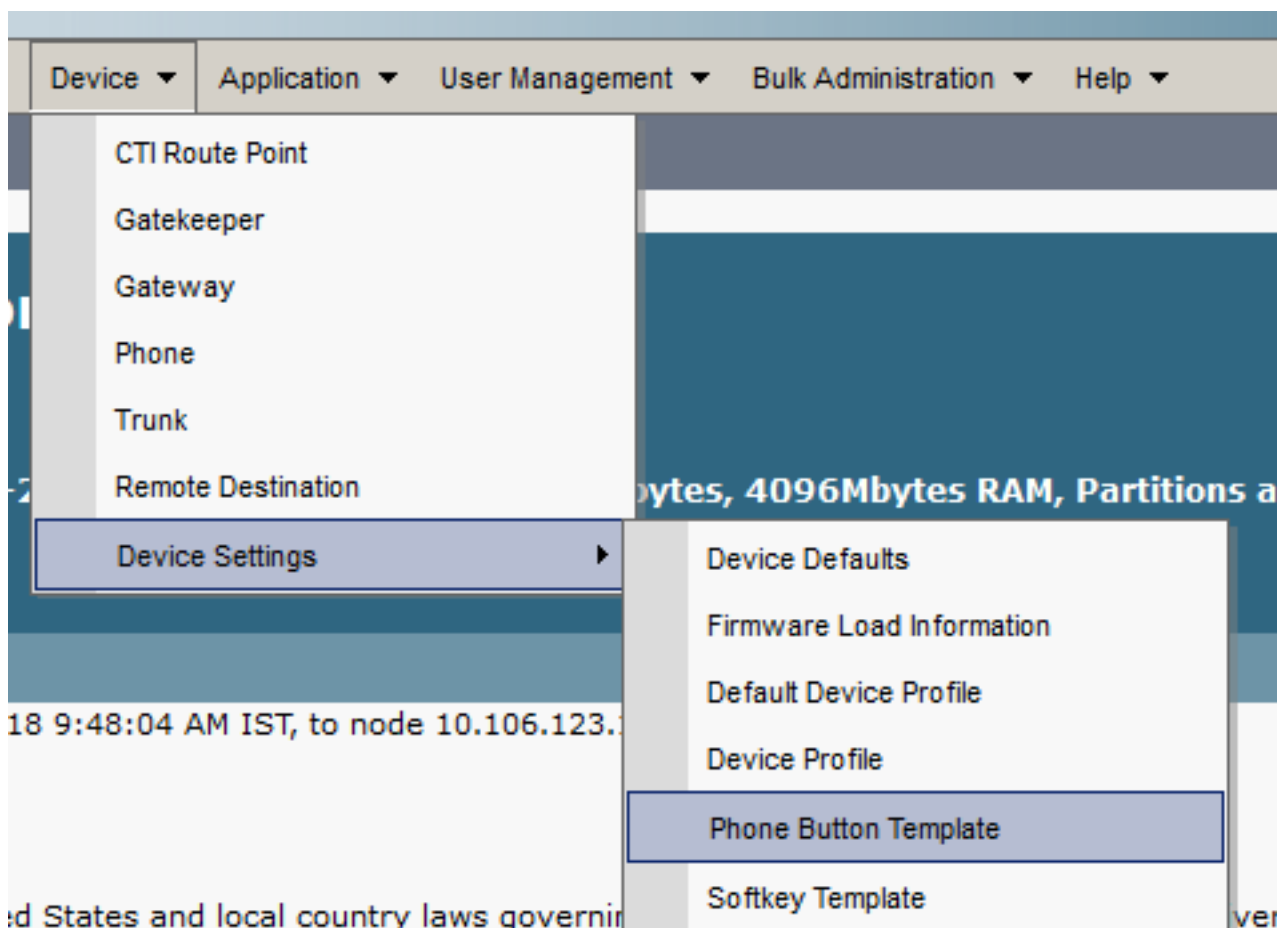 Device Application User Management Bulk Administration Help
CTI Route Point
Gatekeeper
Gateway
Phone
Trunk
Remote Destination
bytes, 4096Mbytes RAM, Partitions a
Device Settings
Device Defaults
Firmware Load Information
Default Device Profile
18 9:48:04 AM IST, to node 10.106.123.
Device Profile
Phone Button Template
Softkey Template
ed States and local country laws governin